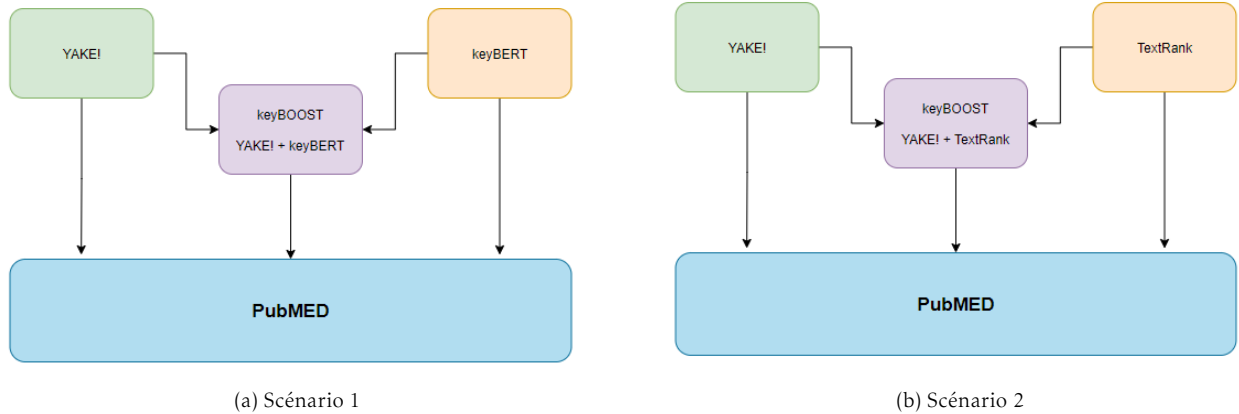 YAKE!
keyBERT
keyBOOST
YAKE! + keyBERT
PubMED
(a) Scénario 1
YAKE!
TextRank
keyBOOST
YAKE! + TextRank
PubMED
(b) Scénario 2